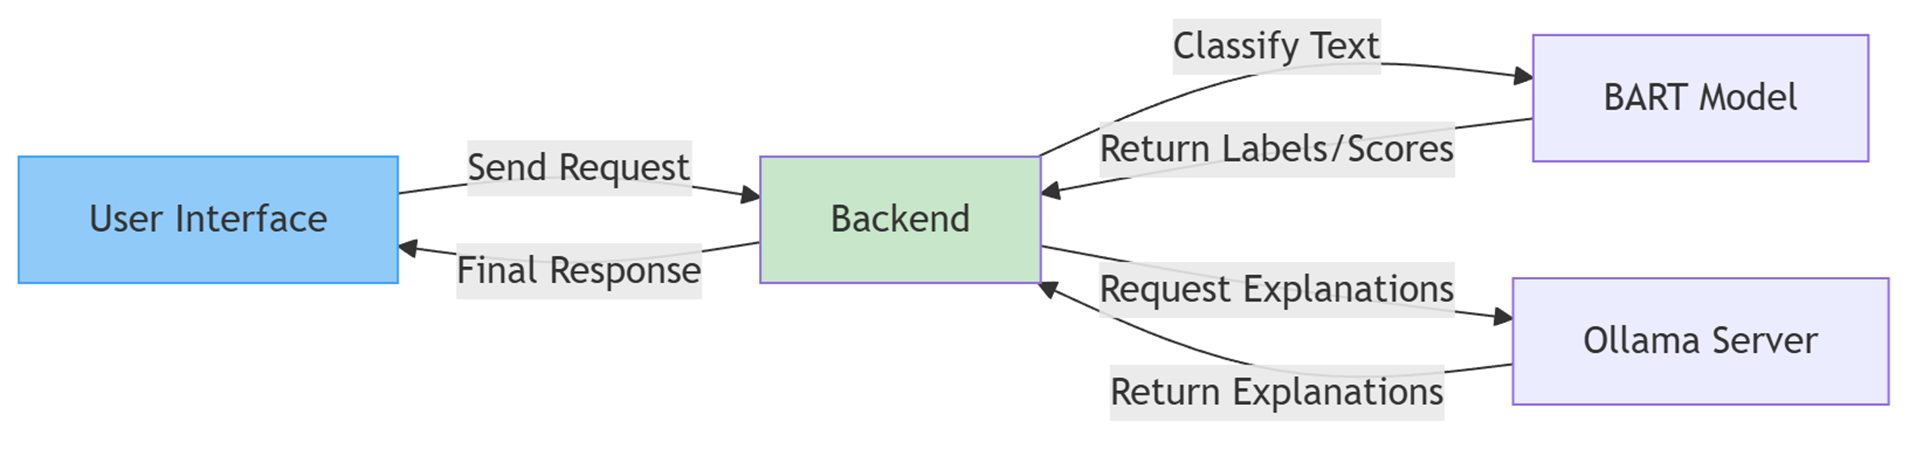 User Interface
Send Request
Final Response
Backend
Classify Text
Return Labels/Scores
Request Explanations
Return Explanations
BART Model
Ollama Server